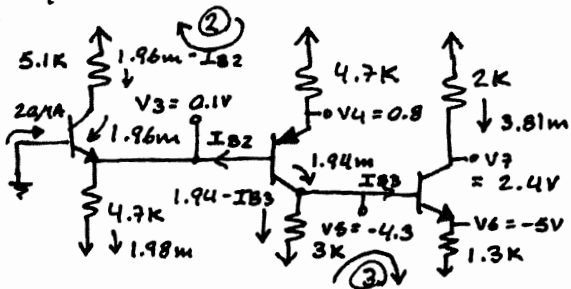 ②
5.1K
1.96m - IB2
4.7K
2K
20μA
V3 = 0.1V
V4 = 0.8
3.81m
1.96m
IB2
1.94m
V7
= 2.4V
IB3
1.94 - IB3
4.7K
1.98m
3K
V5 = -4.3
V6 = -5V
1.3K
③